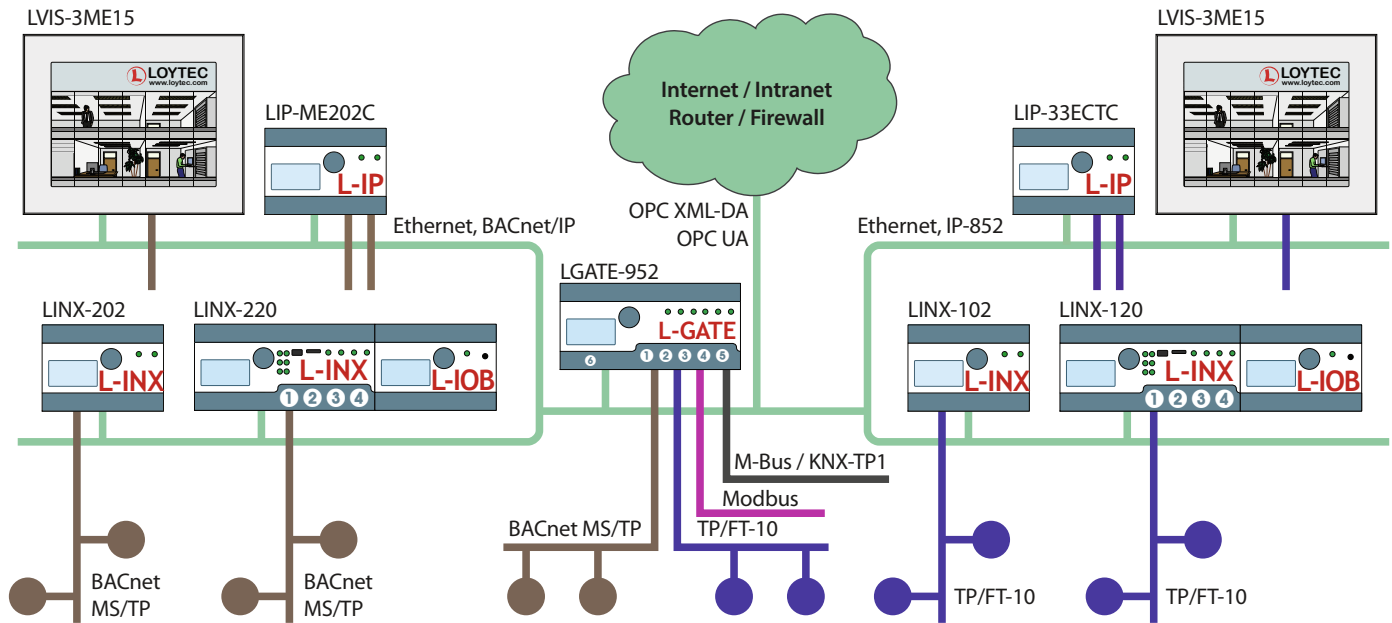 LVIS-3ME15
LOYTEC
www.loytec.com
LIP-ME202C
L-IP
Internet / Intranet
Router / Firewall
LIP-33ECTC
L-IP
LVIS-3ME15
LOYTEC
www.loytec.com
Ethernet, BACnet/IP
OPC XML-DA
OPC UA
Ethernet, IP-852
LINX-202
L-INX
LINX-220
L-INX
1 2 3 4
L-IOB
LGATE-952
L-GATE
6
1 2 3 4 5
LINX-102
L-INX
LINX-120
L-INX
1 2 3 4
L-IOB
M-Bus / KNX-TP1
Modbus
BACnet MS/TP
TP/FT-10
BACnet
MS/TP
BACnet
MS/TP
TP/FT-10
TP/FT-10